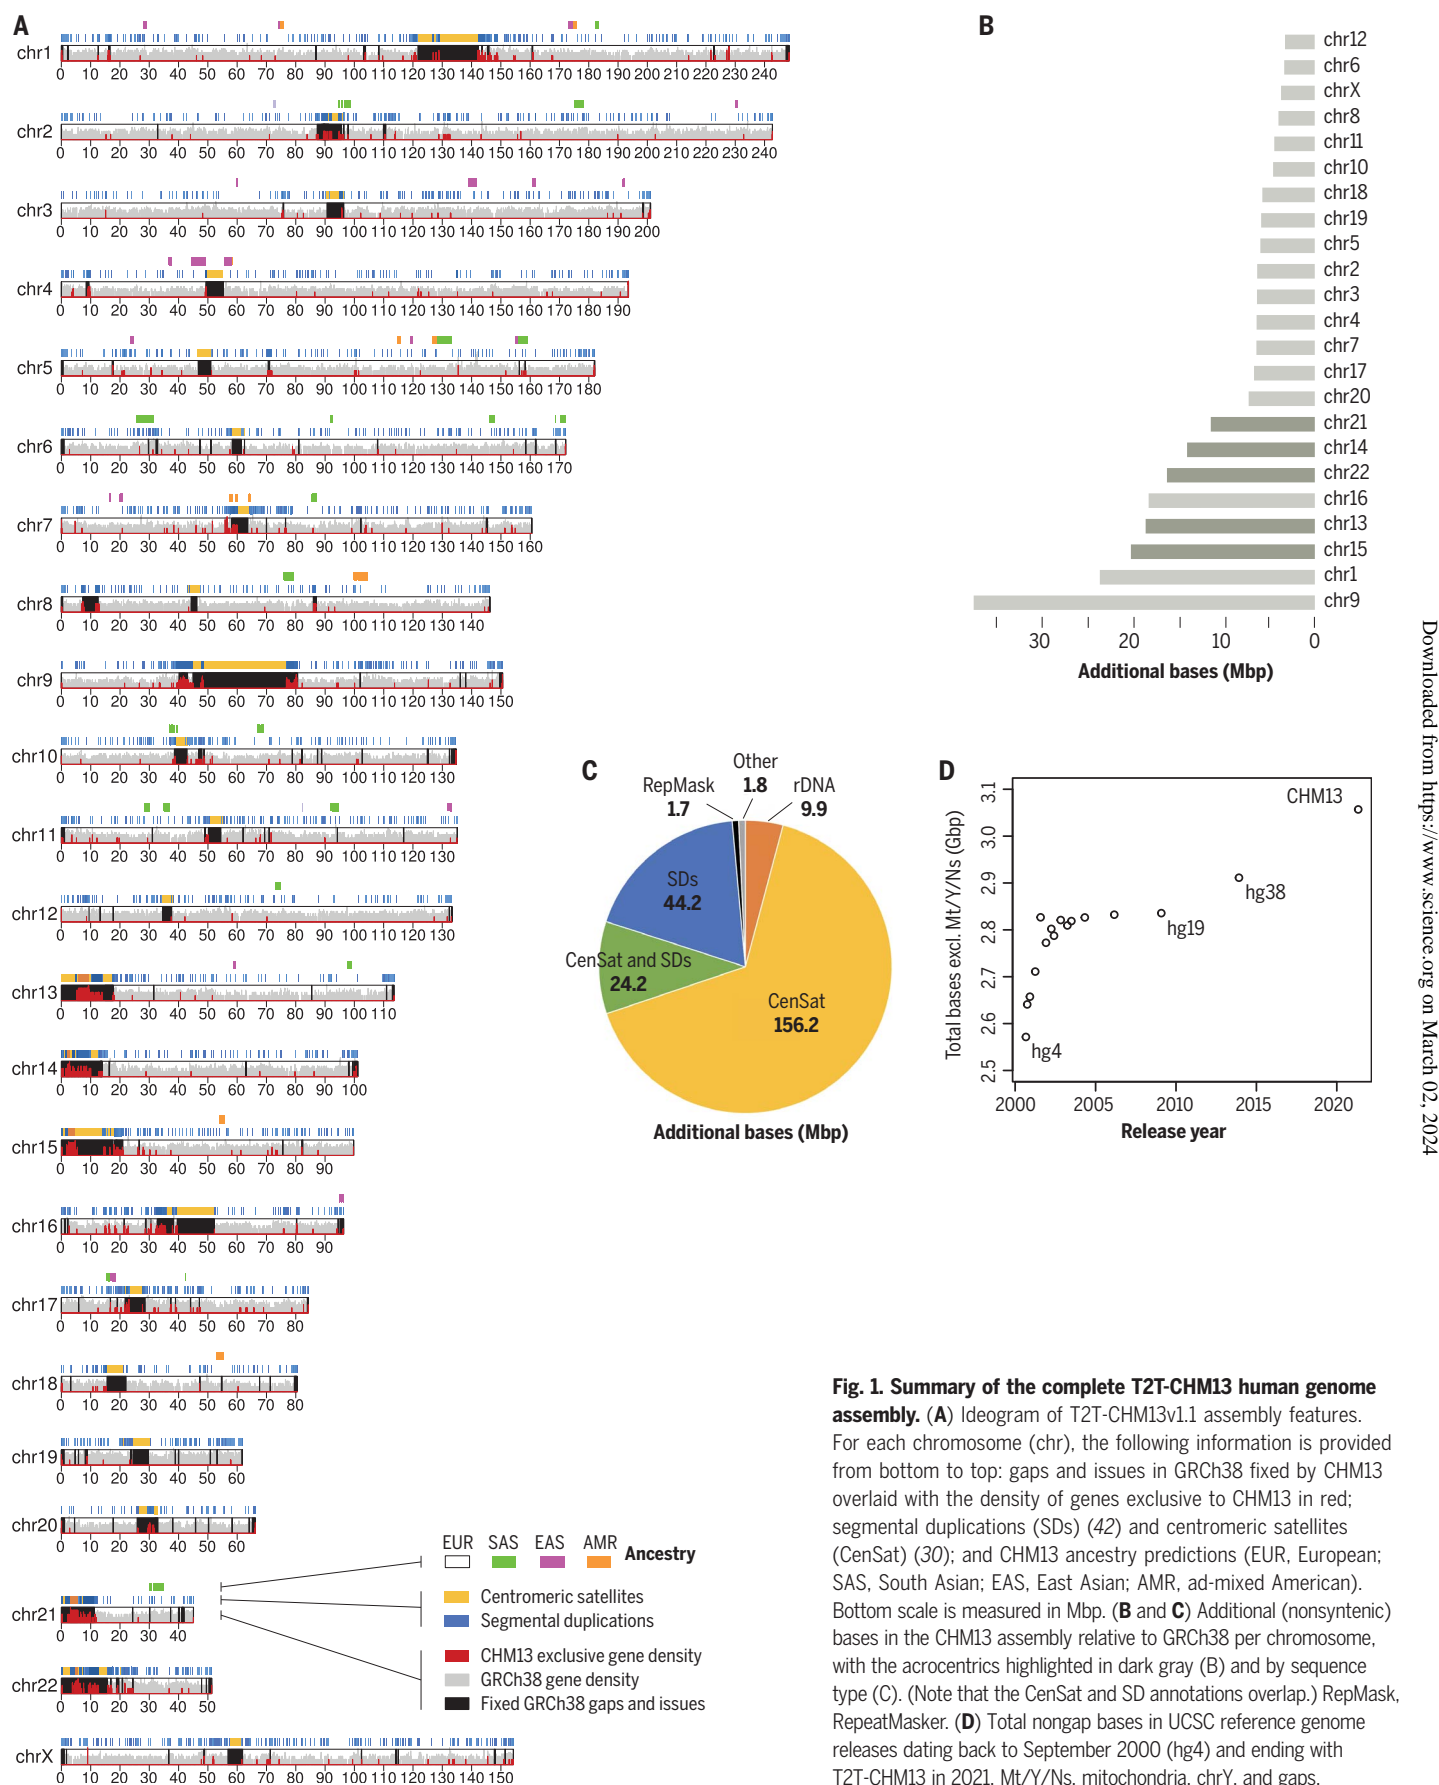 A
chr1
0 10 20 30 40 50 60 70 80 90 100 110 120 130 140 150 160 170 180 190 200 210 220 230 240
chr2
0 10 20 30 40 50 60 70 80 90 100 110 120 130 140 150 160 170 180 190 200 210 220 230 240
chr3
0 10 20 30 40 50 60 70 80 90 100 110 120 130 140 150 160 170 180 190 200
chr4
0 10 20 30 40 50 60 70 80 90 100 110 120 130 140 150 160 170 180 190
chr5
0 10 20 30 40 50 60 70 80 90 100 110 120 130 140 150 160 170 180
chr6
0 10 20 30 40 50 60 70 80 90 100 110 120 130 140 150 160 170
chr7
0 10 20 30 40 50 60 70 80 90 100 110 120 130 140 150 160
chr8
0 10 20 30 40 50 60 70 80 90 100 110 120 130 140
chr9
0 10 20 30 40 50 60 70 80 90 100 110 120 130 140 150
chr10
0 10 20 30 40 50 60 70 80 90 100 110 120 130
chr11
0 10 20 30 40 50 60 70 80 90 100 110 120 130
chr12
0 10 20 30 40 50 60 70 80 90 100 110 120 130
chr13
0 10 20 30 40 50 60 70 80 90 100 110
chr14
0 10 20 30 40 50 60 70 80 90 100
chr15
0 10 20 30 40 50 60 70 80 90
chr16
0 10 20 30 40 50 60 70 80 90
chr17
0 10 20 30 40 50 60 70 80
chr18
0 10 20 30 40 50 60 70 80
chr19
0 10 20 30 40 50 60
chr20
0 10 20 30 40 50 60
chr21
0 10 20 30 40
chr22
0 10 20 30 40 50
chrX
0 10 20 30 40 50 60 70 80 90 100 110 120 130 140 150
EUR SAS EAS AMR Ancestry
Centromeric satellites
Segmental duplications
CHM13 exclusive gene density
GRCh38 gene density
Fixed GRCh38 gaps and issues
B
chr12
chr6
chrX
chr8
chr11
chr10
chr18
chr19
chr5
chr2
chr3
chr4
chr7
chr17
chr20
chr21
chr14
chr22
chr16
chr13
chr15
chr1
chr9
30 20 10 0
Additional bases (Mbp)
C
Other
1.8
RepMask
1.7
rDNA
9.9
SDs
44.2
CenSat and SDs
24.2
CenSat
156.2
Additional bases (Mbp)
D
Total bases excl. Mt/Y/Ns (Gbp)
3.1
3.0
2.9
2.8
2.7
2.6
2.5
CHM13
hg38
hg19
hg4
2000 2005 2010 2015 2020
Release year
Fig. 1. Summary of the complete T2T-CHM13 human genome
assembly. (A) Ideogram of T2T-CHM13v1.1 assembly features.
For each chromosome (chr), the following information is provided
from bottom to top: gaps and issues in GRCh38 fixed by CHM13
overlaid with the density of genes exclusive to CHM13 in red;
segmental duplications (SDs) (42) and centromeric satellites
(CenSat) (30); and CHM13 ancestry predictions (EUR, European;
SAS, South Asian; EAS, East Asian; AMR, ad-mixed American).
Bottom scale is measured in Mbp. (B and C) Additional (nonsyntenic)
bases in the CHM13 assembly relative to GRCh38 per chromosome,
with the acrocentrics highlighted in dark gray (B) and by sequence
type (C). (Note that the CenSat and SD annotations overlap.) RepMask,
RepeatMasker. (D) Total nongap bases in UCSC reference genome
releases dating back to September 2000 (hg4) and ending with
T2T-CHM13 in 2021. Mt/Y/Ns, mitochondria, chrY, and gaps.
Downloaded from https://www.science.org on March 02, 2024